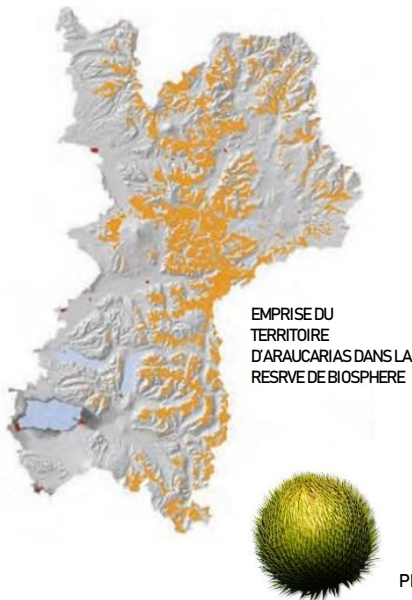 EMPRISE DU
TERRITOIRE
D'ARAUCARIAS DANS LA
RESRVE DE BIOSPHERE